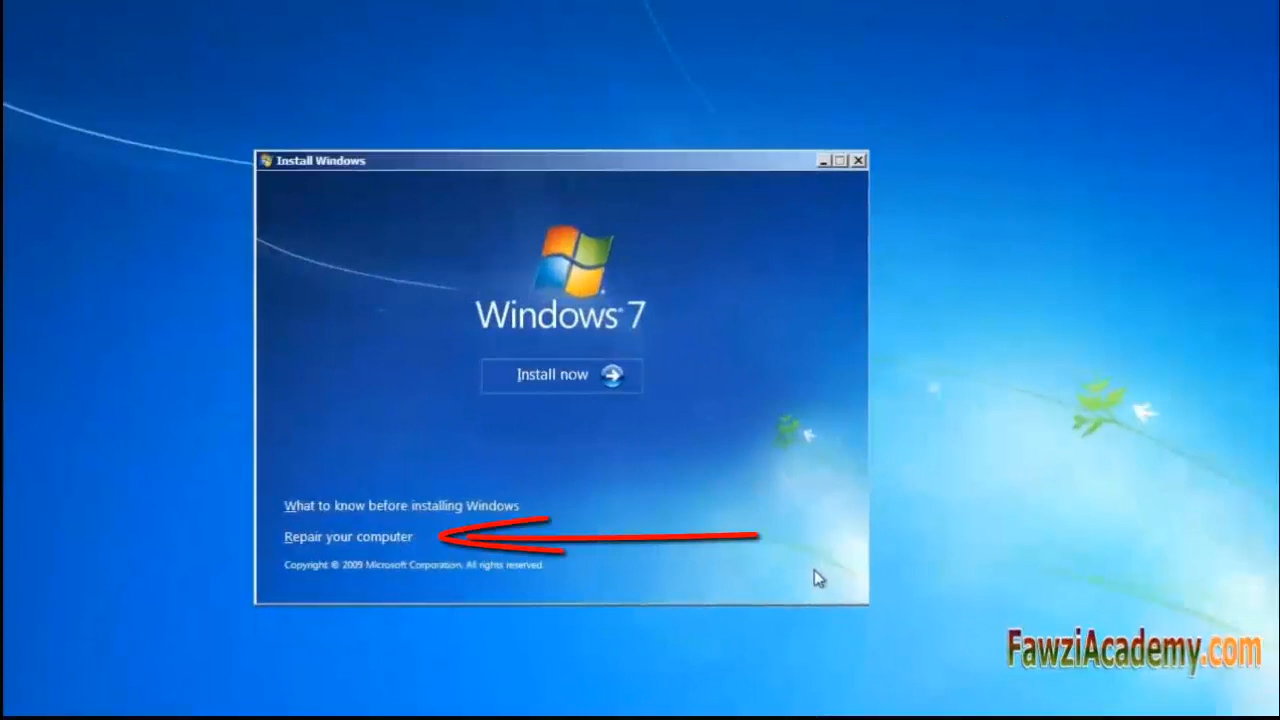 Install Windows
Windows® 7
Install now
What to know before installing Windows
Repair your computer
Copyright © 2009 Microsoft Corporation. All rights reserved.
FawziAcademy.com